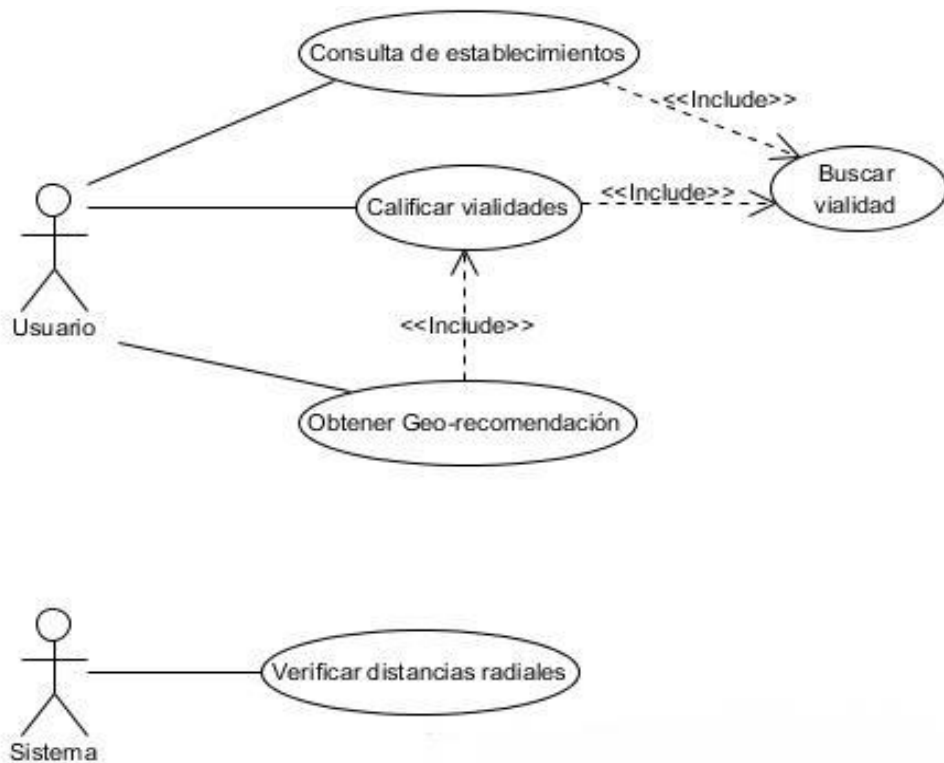 Consulta de establecimientos
<<Include>>
Buscar
vialidad
Calificar vialidades
<<Include>>
Usuario
<<Include>>
Obtener Geo-recomendación
Verificar distancias radiales
Sistema